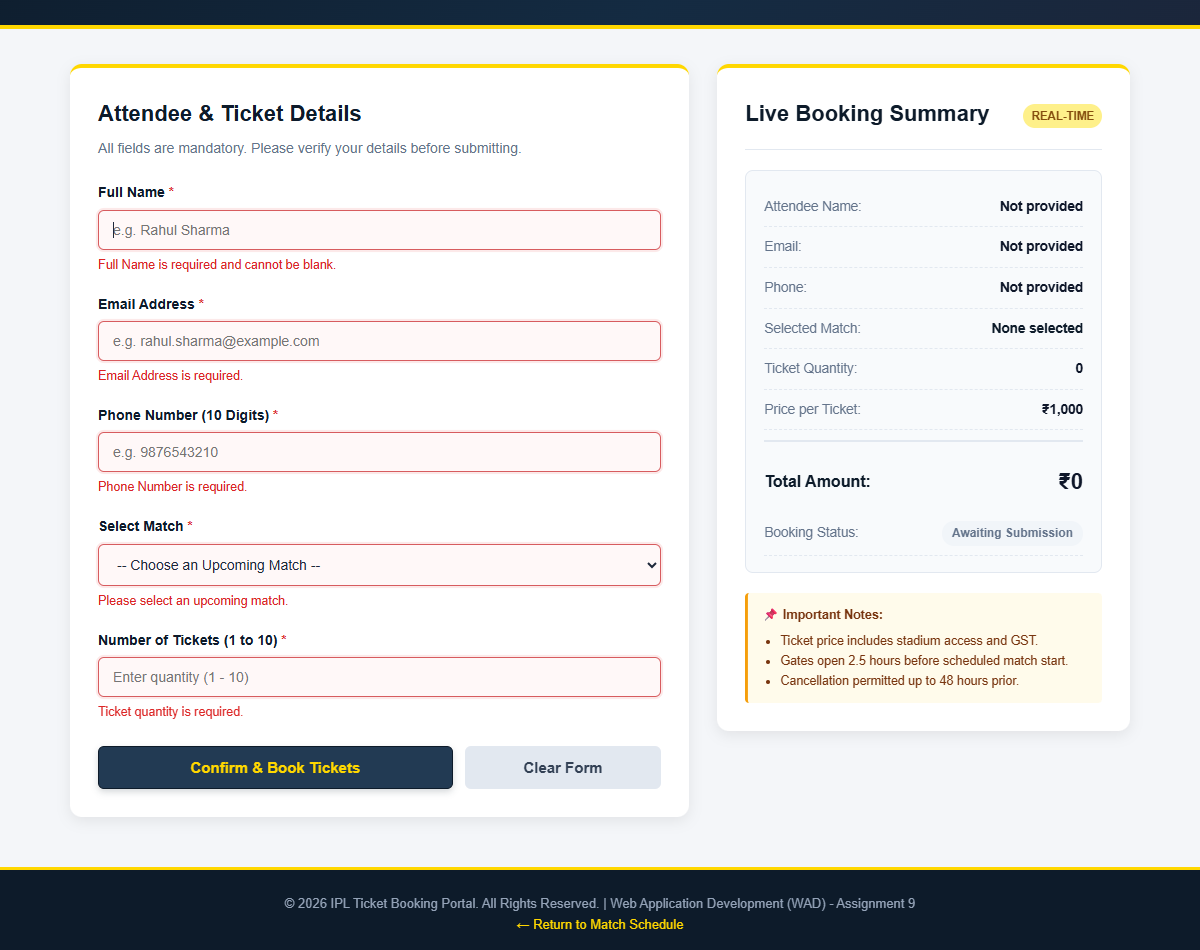 Attendee & Ticket Details
All fields are mandatory. Please verify your details before submitting.
Full Name *
e.g. Rahul Sharma
Full Name is required and cannot be blank.
Email Address *
e.g. rahul.sharma@example.com
Email Address is required.
Phone Number (10 Digits) *
e.g. 9876543210
Phone Number is required.
Select Match *
-- Choose an Upcoming Match --
Please select an upcoming match.
Number of Tickets (1 to 10) *
Enter quantity (1 - 10)
Ticket quantity is required.
Confirm & Book Tickets
Clear Form
Live Booking Summary
REAL-TIME
Attendee Name: Not provided
Email: Not provided
Phone: Not provided
Selected Match: None selected
Ticket Quantity: 0
Price per Ticket: ₹1,000
Total Amount: ₹0
Booking Status: Awaiting Submission
📌 Important Notes:
• Ticket price includes stadium access and GST.
• Gates open 2.5 hours before scheduled match start.
• Cancellation permitted up to 48 hours prior.
© 2026 IPL Ticket Booking Portal. All Rights Reserved. | Web Application Development (WAD) - Assignment 9
← Return to Match Schedule